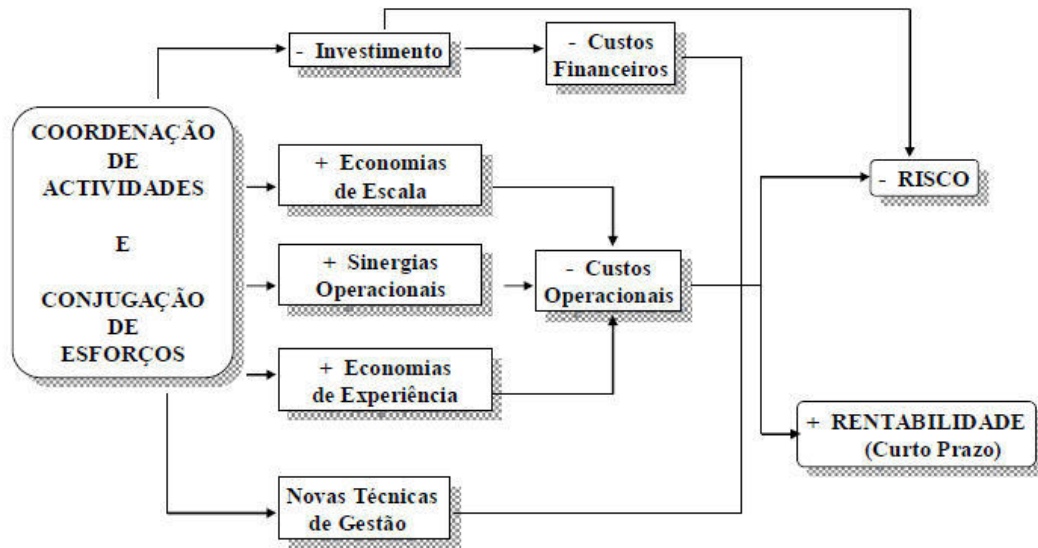 - Investimento
- Custos
Financeiros
COORDENAÇÃO
DE
ACTIVIDADES
E
CONJUGAÇÃO
DE
ESFORÇOS
+ Economias
de Escala
+ Sinergias
Operacionais
+ Economias
de Experiência
Novas Técnicas
de Gestão
- Custos
Operacionais
- RISCO
+ RENTABILIDADE
(Curto Prazo)